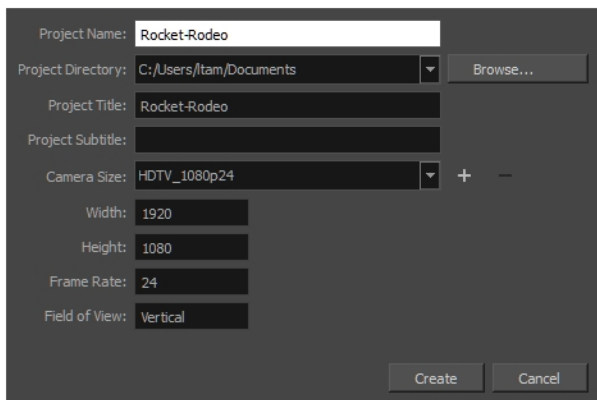 Project Name: Rocket-Rodeo
Project Directory: C:/Users/ltam/Documents Browse...
Project Title: Rocket-Rodeo
Project Subtitle:
Camera Size: HDTV_1080p24
Width: 1920
Height: 1080
Frame Rate: 24
Field of View: Vertical
Create Cancel